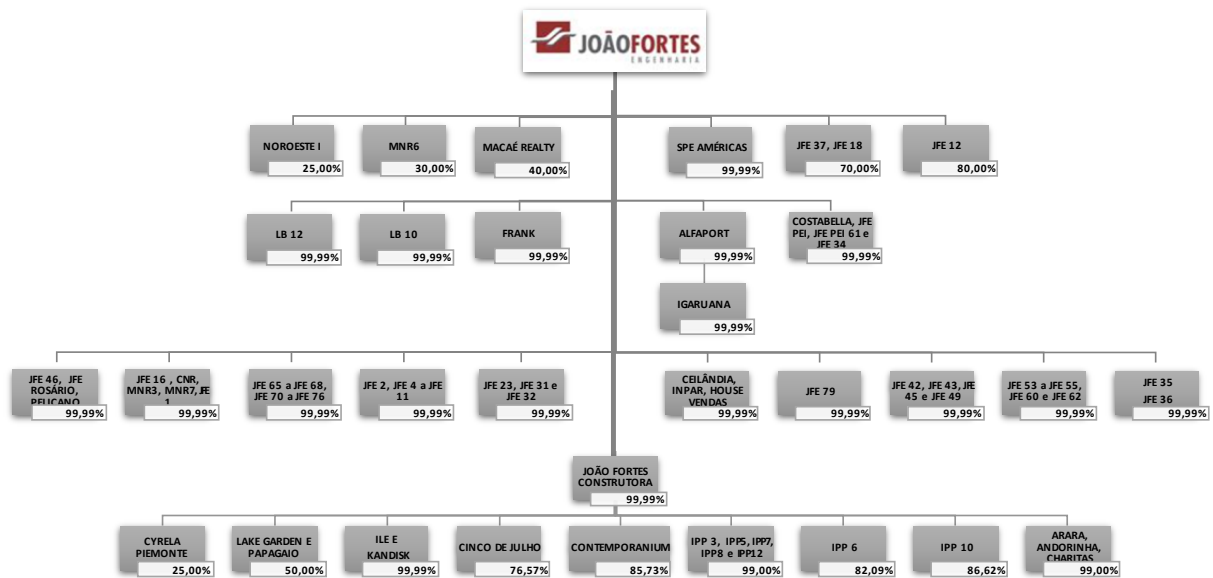 JOÃOFORTES
ENGENHARIA
NOROESTE I
25,00%
MNR6
30,00%
MACAÉ REALTY
40,00%
SPE AMÉRICAS
99,99%
JFE 37, JFE 18
70,00%
JFE 12
80,00%
LB 12
99,99%
LB 10
99,99%
FRANK
99,99%
ALFAPORT
99,99%
COSTABELLA, JFE
PEI, JFE PEI 61 e
JFE 34
99,99%
IGARUANA
99,99%
JFE 46, JFE
ROSÁRIO,
PELICANO
99,99%
JFE 16 , CNR,
MNR3, MNR7, JFE
1
99,99%
JFE 65 a JFE 68,
JFE 70 a JFE 76
99,99%
JFE 2, JFE 4 a JFE
11
99,99%
JFE 23, JFE 31 e
JFE 32
99,99%
CEILÂNDIA,
INPAR, HOUSE
VENDAS
99,99%
JFE 79
99,99%
JFE 42, JFE 43, JFE
45 e JFE 49
99,99%
JFE 53 a JFE 55,
JFE 60 e JFE 62
99,99%
JFE 35
JFE 36
99,99%
JOÃO FORTES
CONSTRUTORA
99,99%
CYRELA
PIEMONTE
25,00%
LAKE GARDEN E
PAPAGAIO
50,00%
ILE E
KANDISK
99,99%
CINCO DE JULHO
76,57%
CONTEMPORANIUM
85,73%
IPP 3, IPP5, IPP7,
IPP8 e IPP12
99,00%
IPP 6
82,09%
IPP 10
86,62%
ARARA,
ANDORINHA,
CHARITAS
99,00%